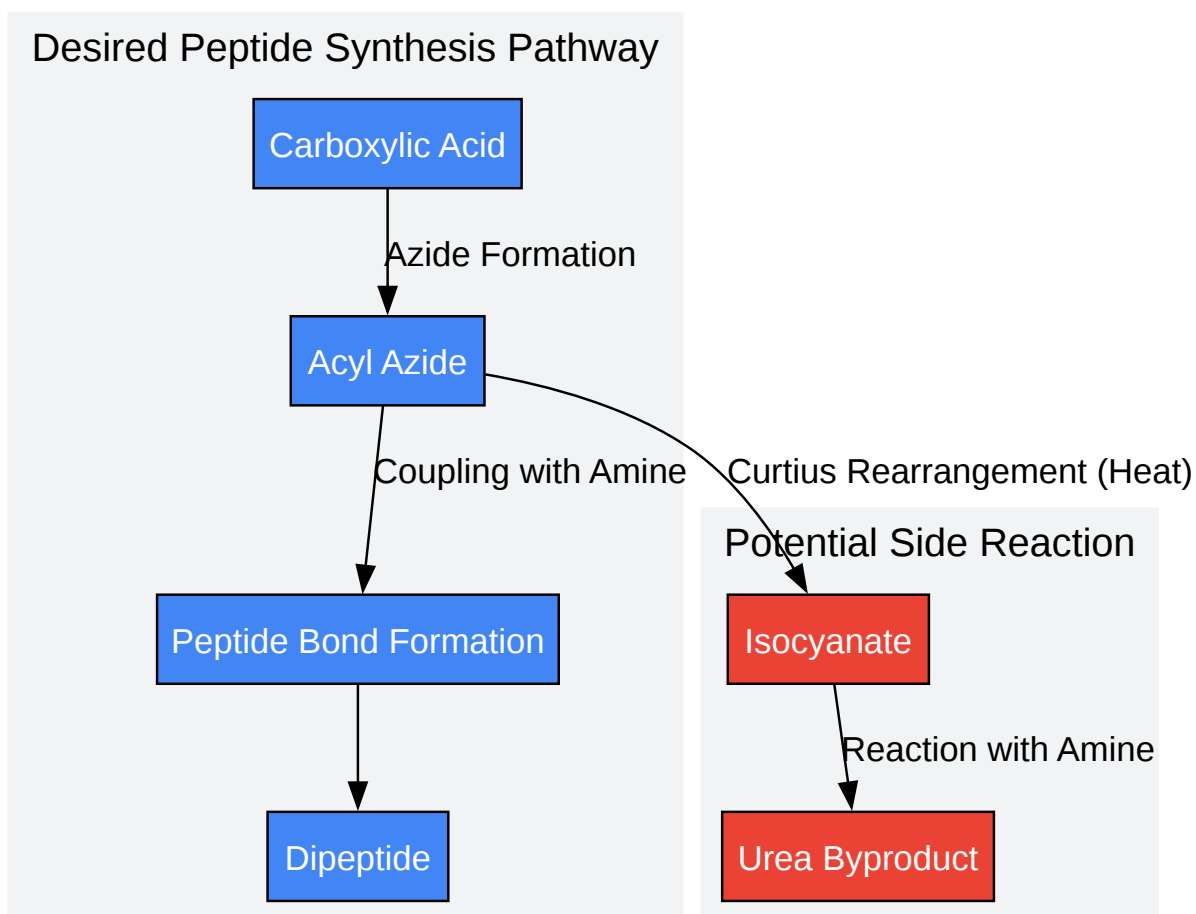 Desired Peptide Synthesis Pathway
Carboxylic Acid
Azide Formation
Acyl Azide
Coupling with Amine
Curtius Rearrangement (Heat)
Potential Side Reaction
Peptide Bond Formation
Isocyanate
Reaction with Amine
Dipeptide
Urea Byproduct